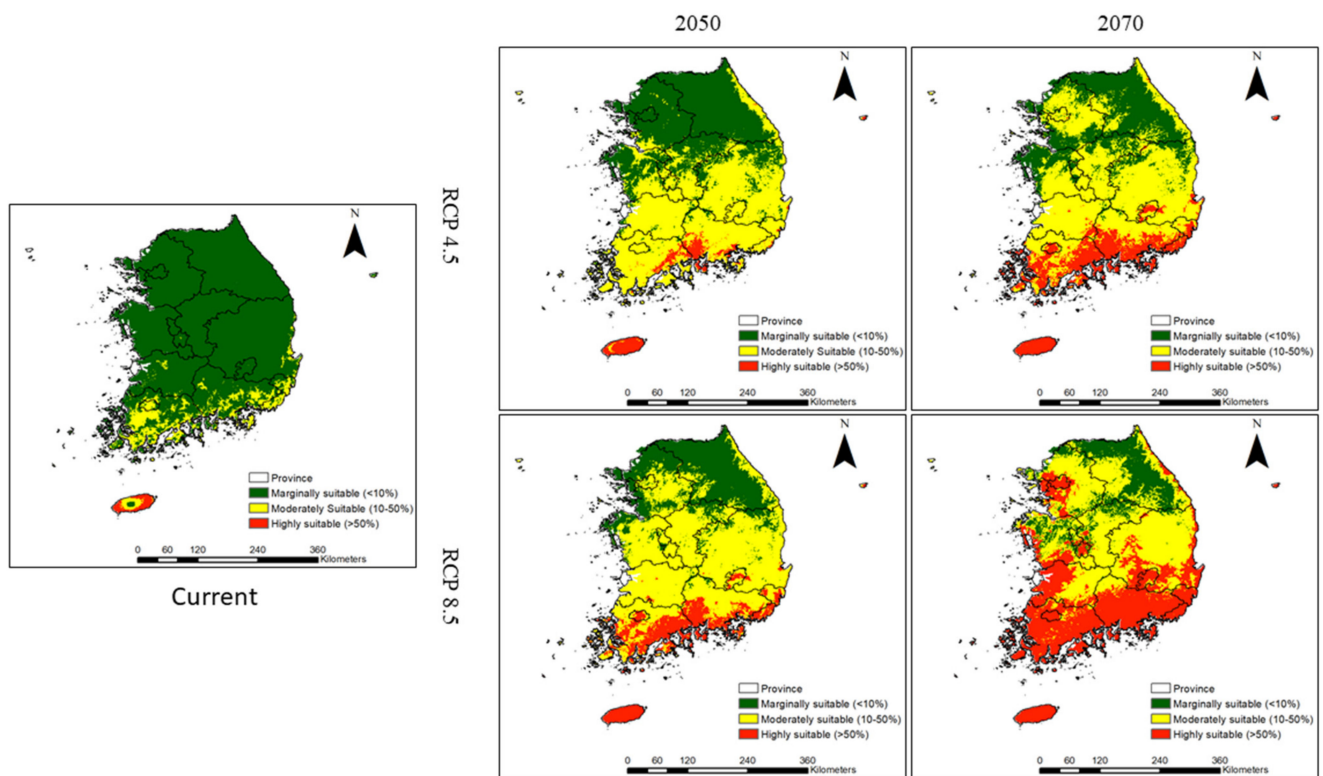 2050
2070
RCP 4.5
N
Province
Marginally suitable (<10%)
Moderately Suitable (10-50%)
Highly suitable (>50%)
0 60 120 240 360
Kilometers
N
Province
Marginally suitable (<10%)
Moderately Suitable (10-50%)
Highly suitable (>50%)
0 60 120 240 360
Kilometers
N
Province
Marginally suitable (<10%)
Moderately Suitable (10-50%)
Highly suitable (>50%)
0 60 120 240 360
Kilometers
Current
RCP 8.5
N
Province
Marginally suitable (<10%)
Moderately Suitable (10-50%)
Highly suitable (>50%)
0 60 120 240 360
Kilometers
N
Province
Marginally suitable (<10%)
Moderately Suitable (10-50%)
Highly suitable (>50%)
0 60 120 240 360
Kilometers